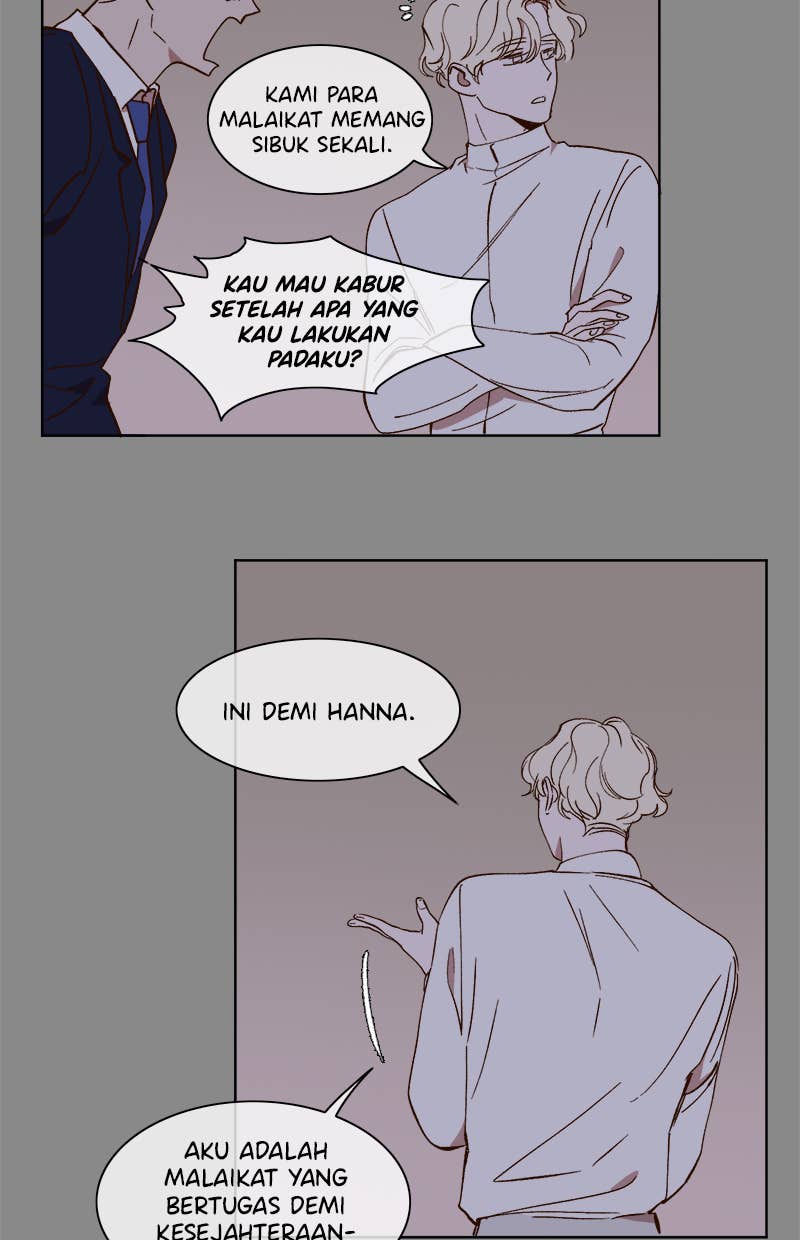 KAMI PARA
MALAIKAT MEMANG
SIBUK SEKALI.
KAU MAU KABUR
SETELAH APA YANG
KAU LAKUKAN
PADAKU?
INI DEMI HANNA.
AKU ADALAH
MALAIKAT YANG
BERTUGAS DEMI
KESEJAHTERAAN-